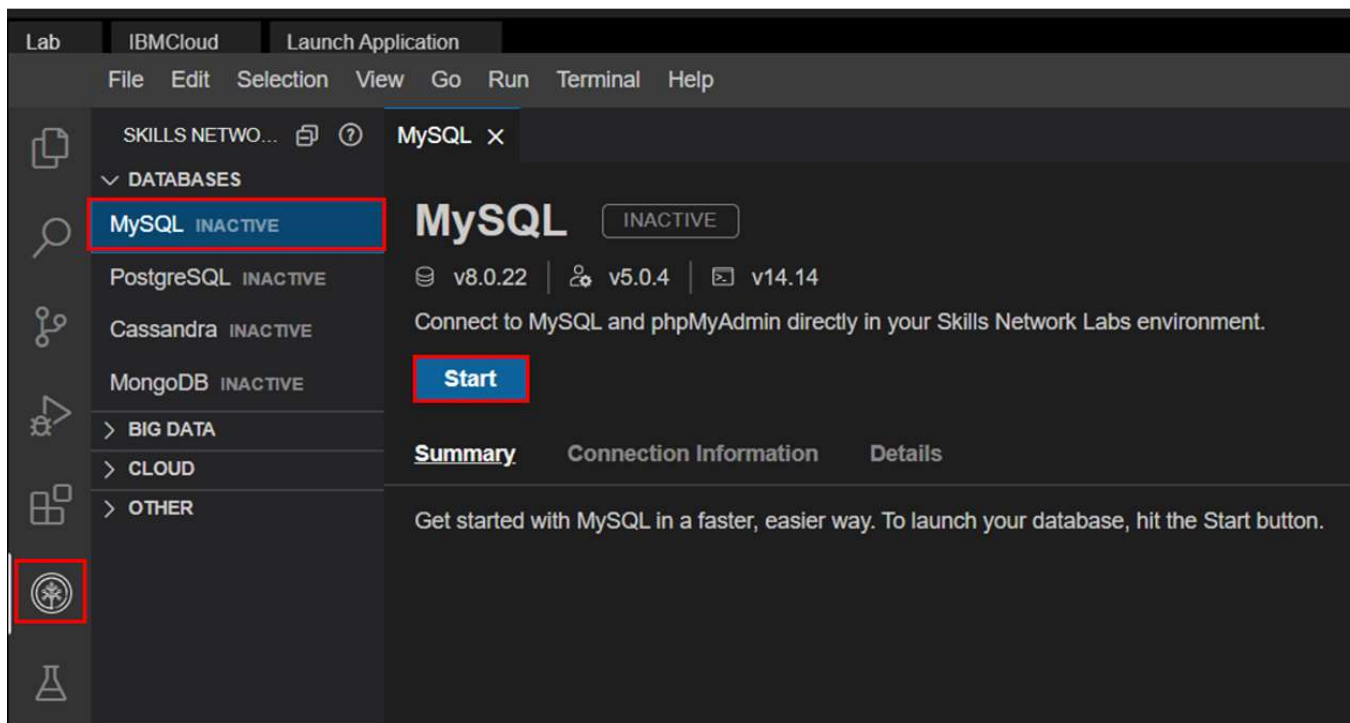 Lab IBMCloud Launch Application
File Edit Selection View Go Run Terminal Help
SKILLS NETWO...
DATABASES
MySQL INACTIVE
PostgreSQL INACTIVE
Cassandra INACTIVE
MongoDB INACTIVE
BIG DATA
CLOUD
OTHER
MySQL
MySQL INACTIVE
v8.0.22 v5.0.4 v14.14
Connect to MySQL and phpMyAdmin directly in your Skills Network Labs environment.
Start
Summary Connection Information Details
Get started with MySQL in a faster, easier way. To launch your database, hit the Start button.